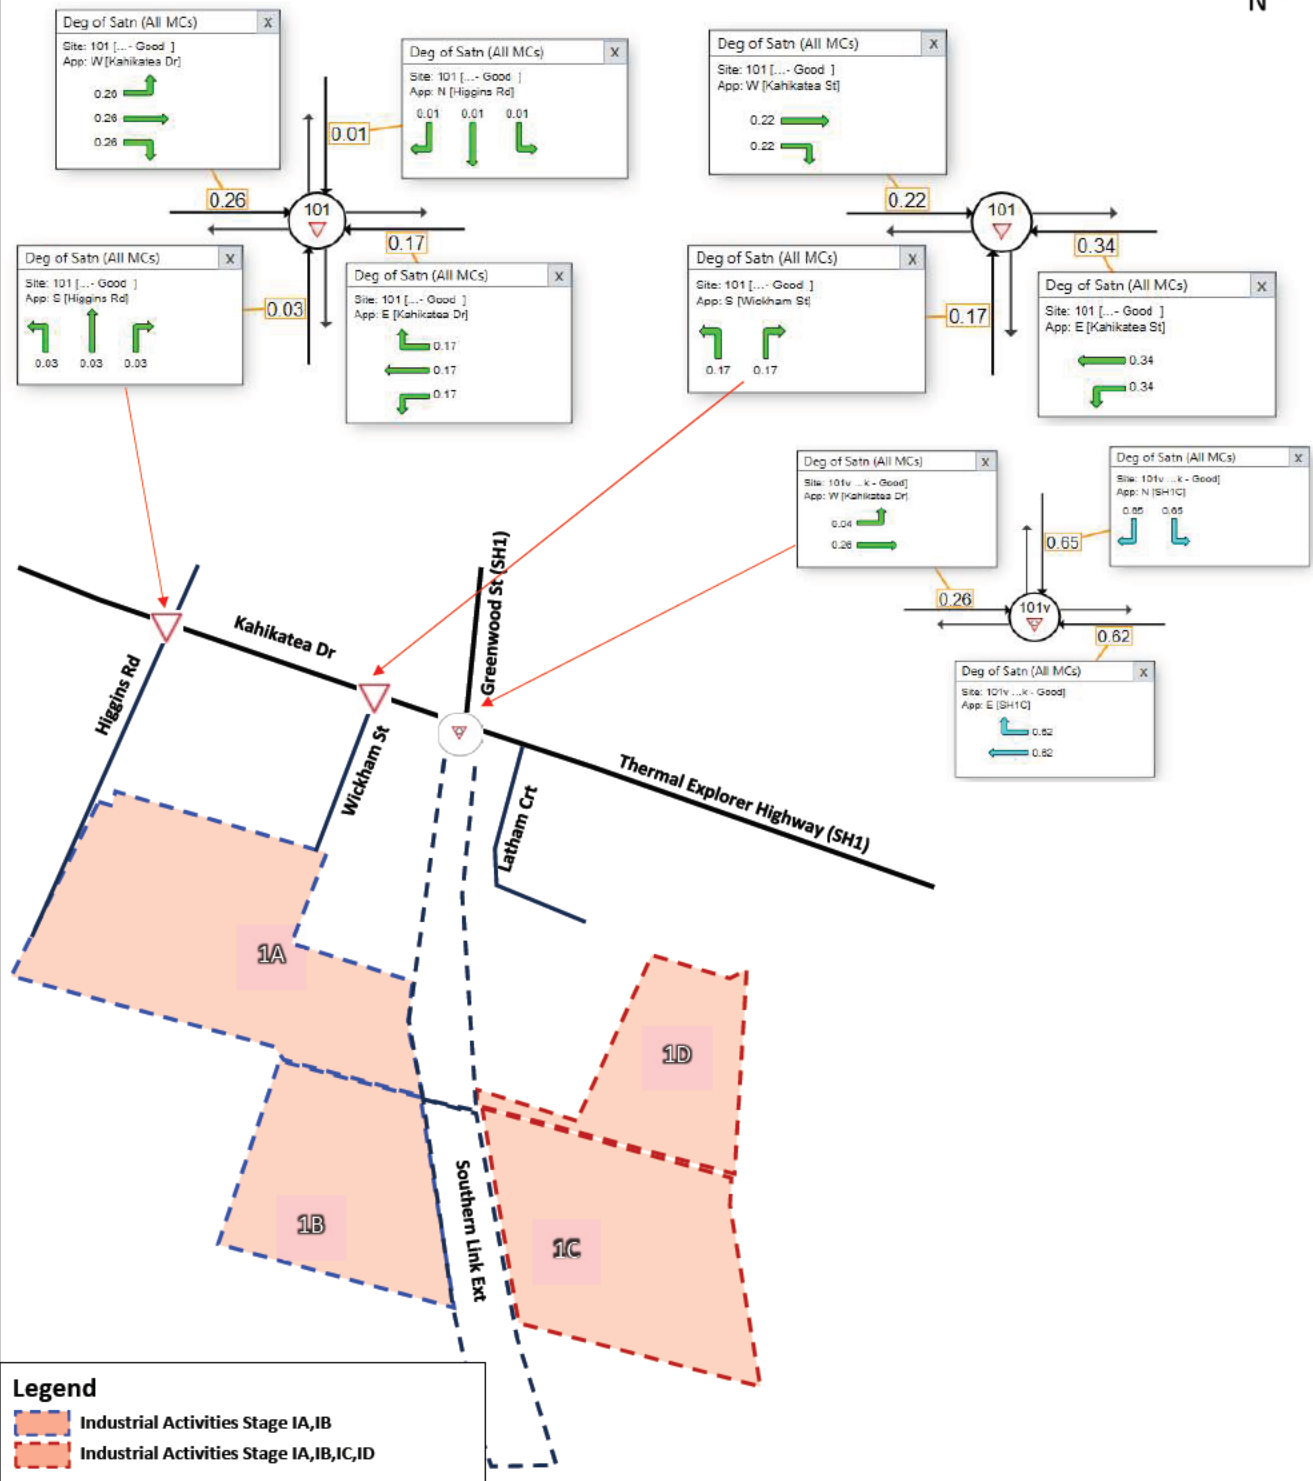 N
Deg of Satn (All MCs) X
Site: 101 [...- Good ]
App: W [Kahikatea Dr]
0.26
0.26
0.26
Deg of Satn (All MCs) X
Site: 101 [...- Good ]
App: N [Higgins Rd]
0.01 0.01 0.01
0.01
0.26
101
0.17
Deg of Satn (All MCs) X
Site: 101 [...- Good ]
App: S [Higgins Rd]
0.03 0.03 0.03
0.03
Deg of Satn (All MCs) X
Site: 101 [...- Good ]
App: E [Kahikatea Dr]
0.17
0.17
0.17
Deg of Satn (All MCs) X
Site: 101 [...- Good ]
App: W [Kahikatea St]
0.22
0.22
0.22
101
0.34
Deg of Satn (All MCs) X
Site: 101 [...- Good ]
App: S [Wickham St]
0.17 0.17
0.17
Deg of Satn (All MCs) X
Site: 101 [...- Good ]
App: E [Kahikatea St]
0.34
0.34
Deg of Satn (All MCs) X
Site: 101v ...k - Good]
App: W [Kahikatea Dr]
0.04
0.26
Deg of Satn (All MCs) X
Site: 101v ...k - Good]
App: N [SH1C]
0.65 0.65
0.65
0.26
101v
0.62
Deg of Satn (All MCs) X
Site: 101v ...k - Good]
App: E [SH1C]
0.62
0.62
Greenwood St (SH1)
Kahikatea Dr
Higgins Rd
Wickham St
Latham Crt
Thermal Explorer Highway (SH1)
1A
1D
1B
1C
Southern Link Ext
Legend
Industrial Activities Stage IA,IB
Industrial Activities Stage IA,IB,IC,ID